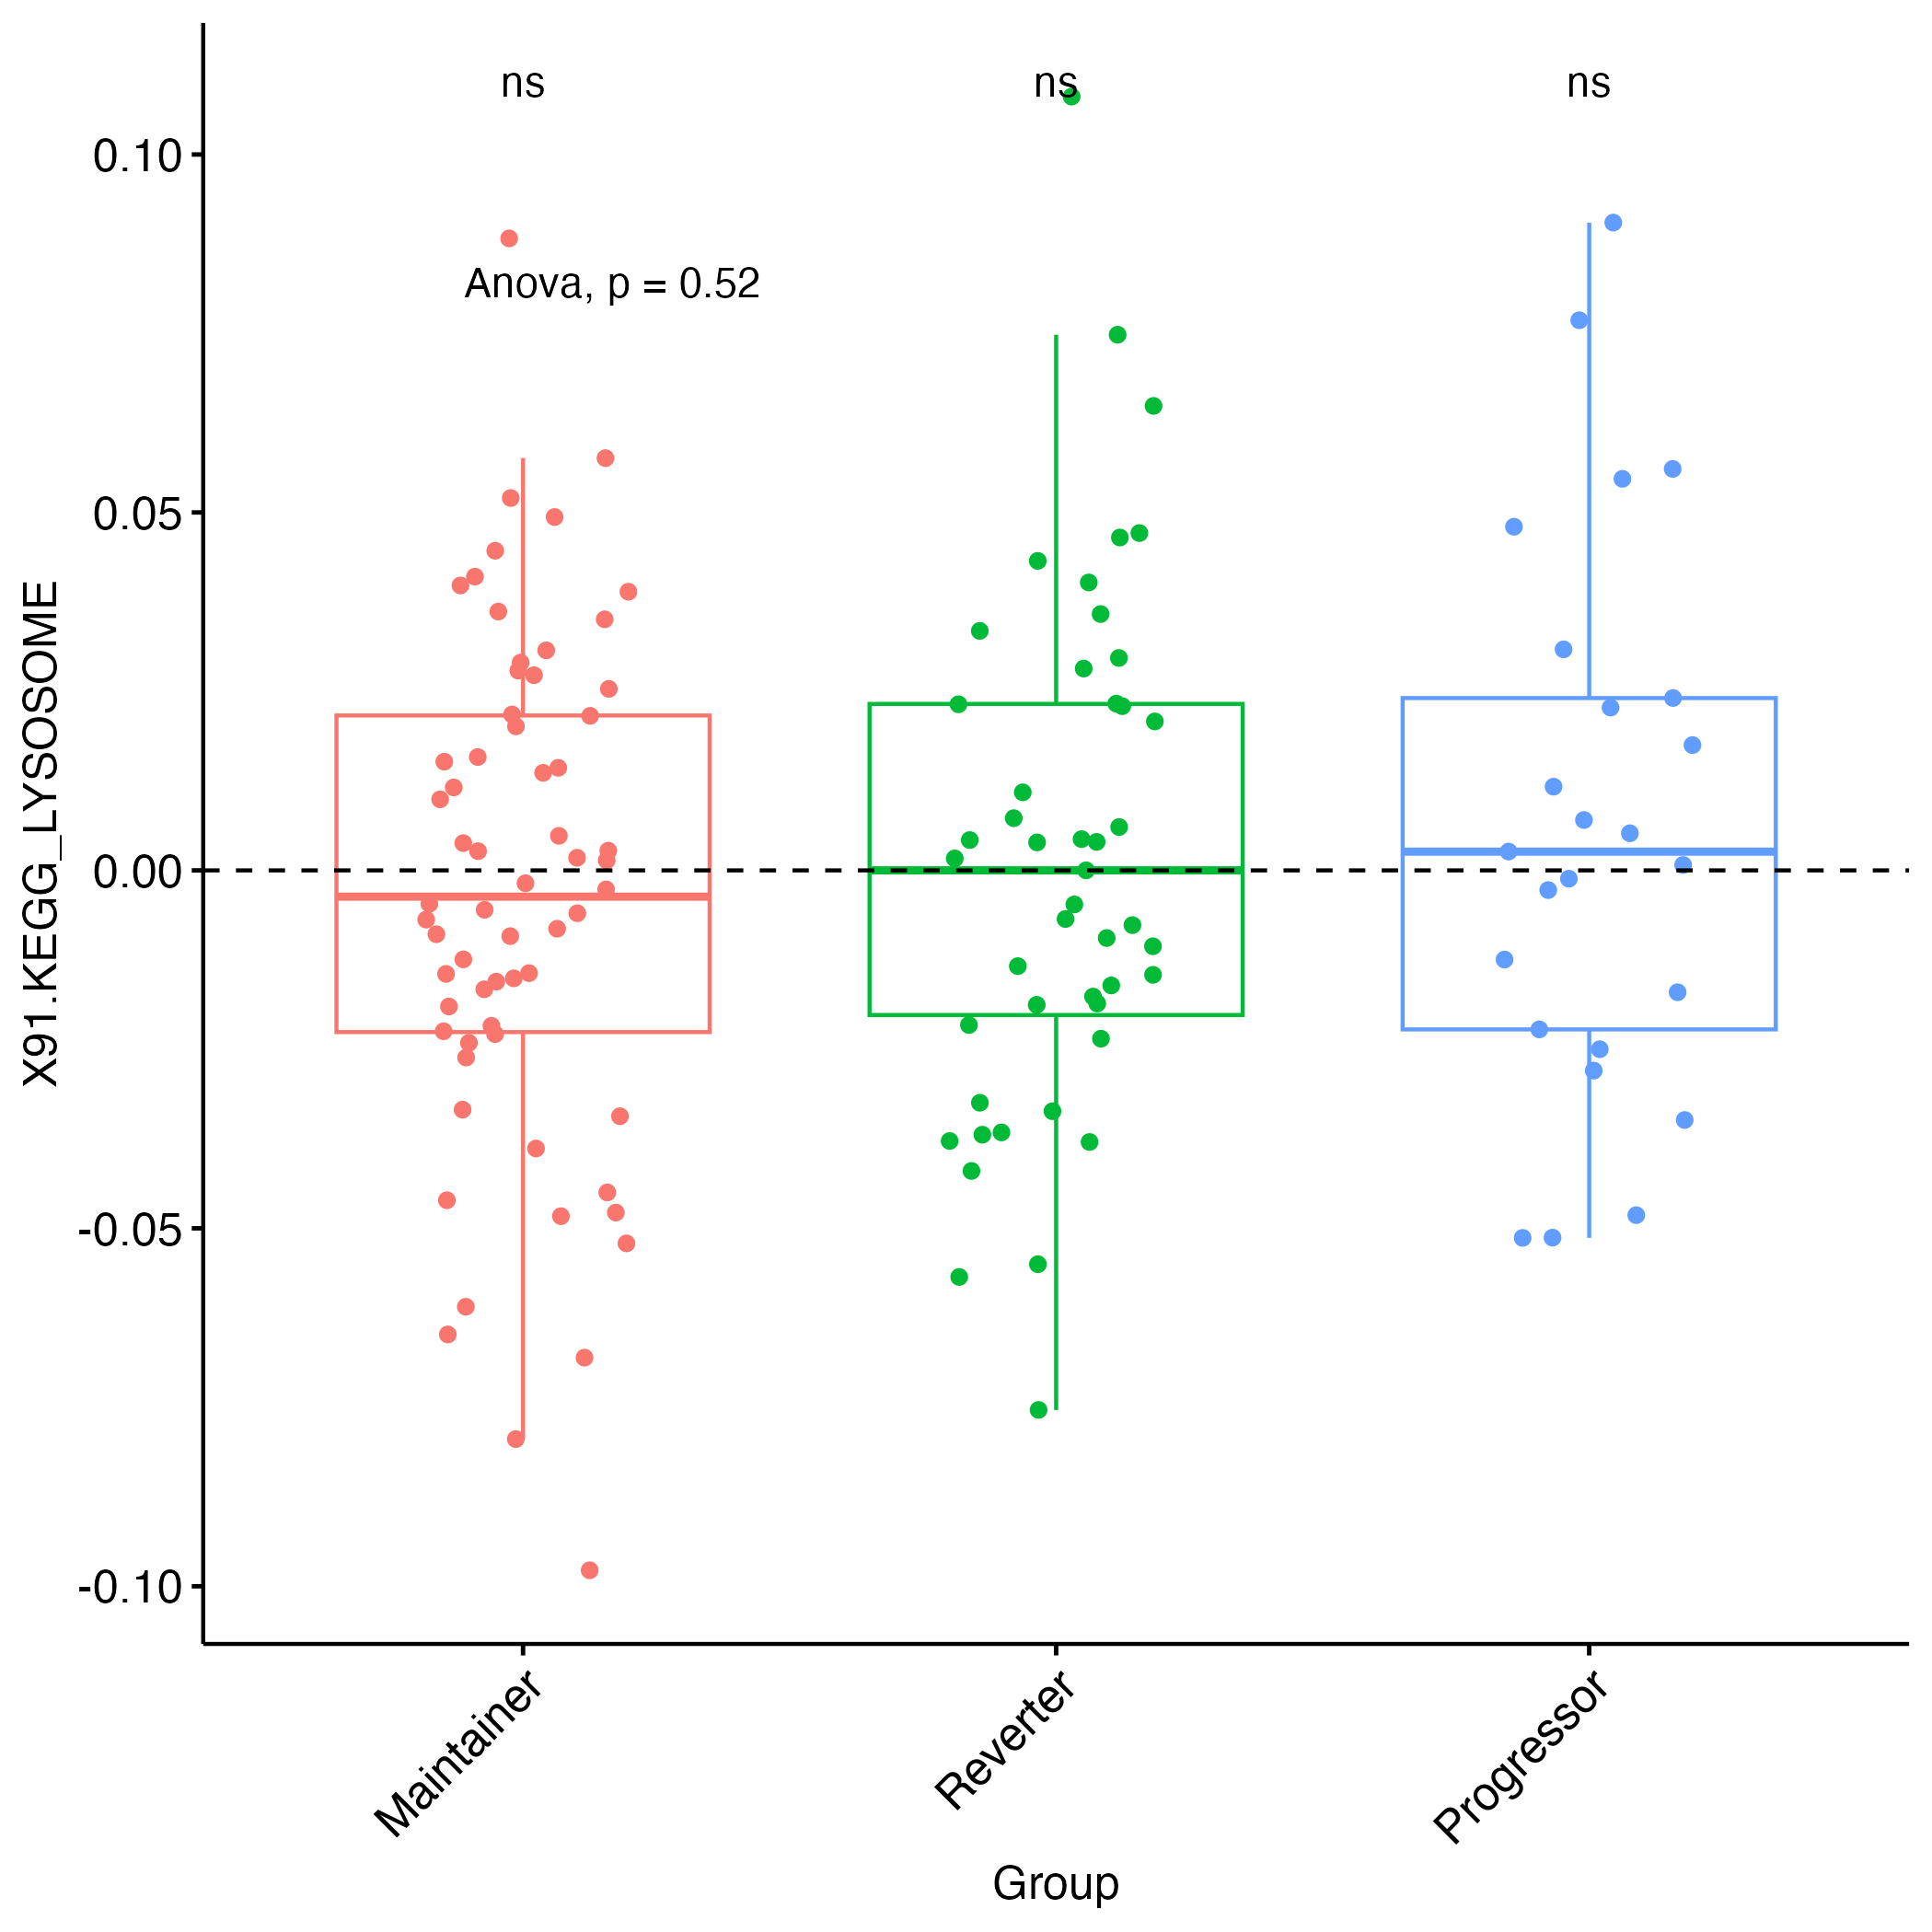 ns ns ns
Anova, p = 0.52
0.10
0.05
0.00
-0.05
-0.10
X91.KEGG_LYSOSOME
Maintainer
Reverter
Progressor
Group